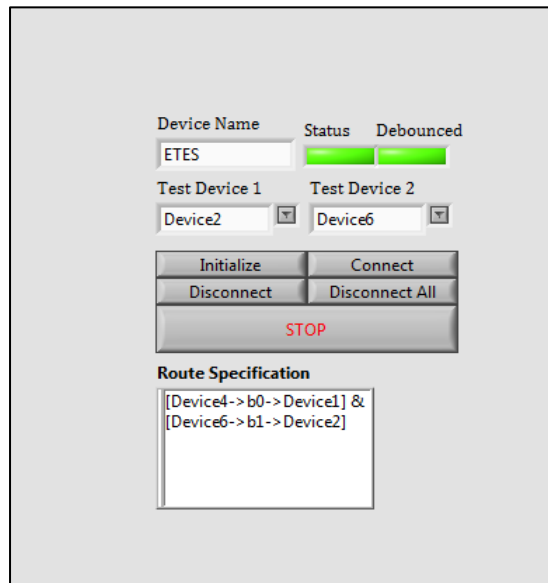 Device Name
Status Debounced
ETES
Test Device 1 Test Device 2
Device2 Device6
Initialize Connect
Disconnect Disconnect All
STOP
Route Specification
[Device4->b0->Device1] &
[Device6->b1->Device2]